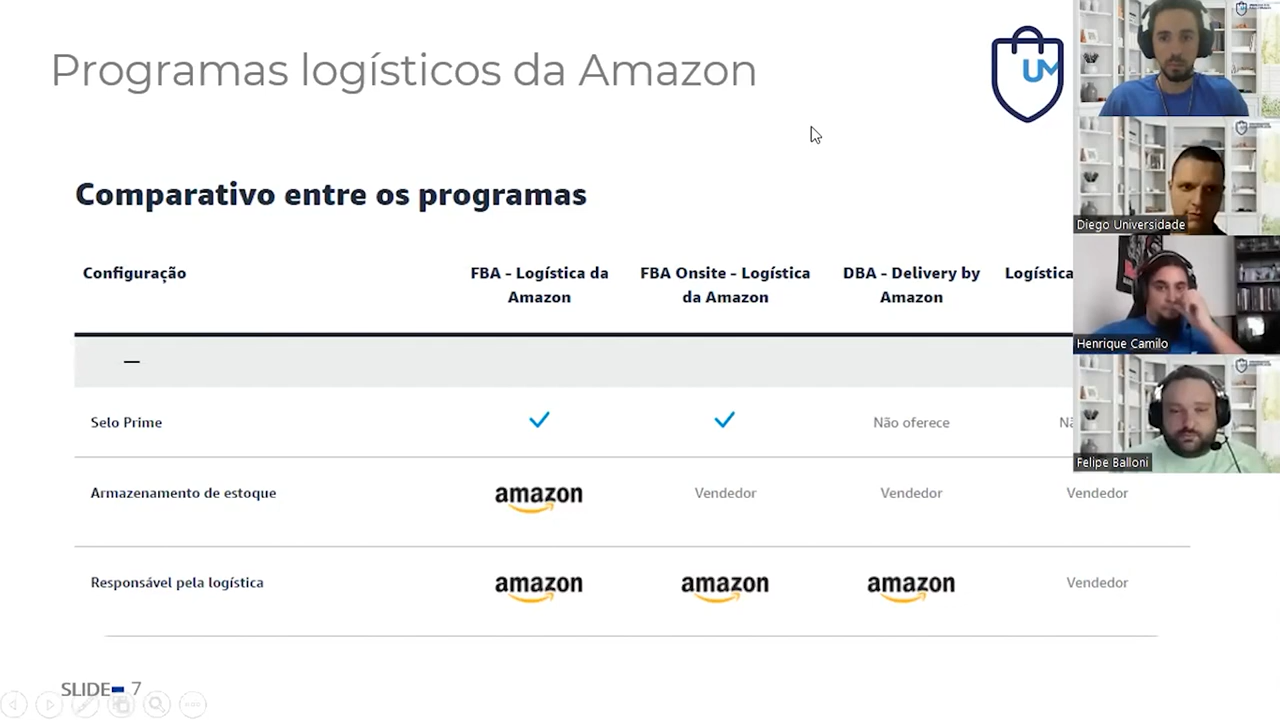 Programas logísticos da Amazon
UM
Comparativo entre os programas
Configuração
FBA - Logística da
Amazon
FBA Onsite - Logística
da Amazon
DBA - Delivery by
Amazon
Logística
Selo Prime
Não oferece
Armazenamento de estoque
amazon
Vendedor
Vendedor
Vendedor
Responsável pela logística
amazon
amazon
amazon
Vendedor
SLIDE 7
Diego Universidade
Henrique Camilo
Felipe Balloni